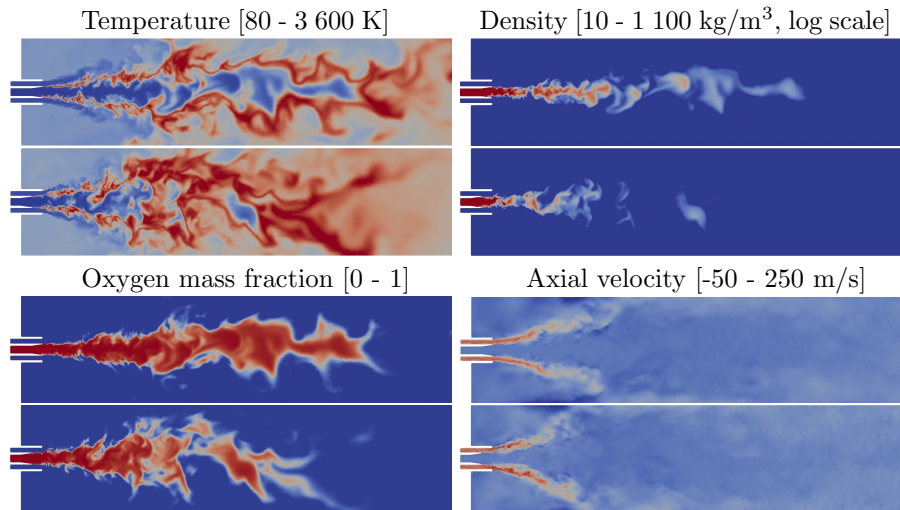 Temperature [80 - 3 600 K]
Density [10 - 1 100 kg/m³, log scale]
Oxygen mass fraction [0 - 1]
Axial velocity [-50 - 250 m/s]